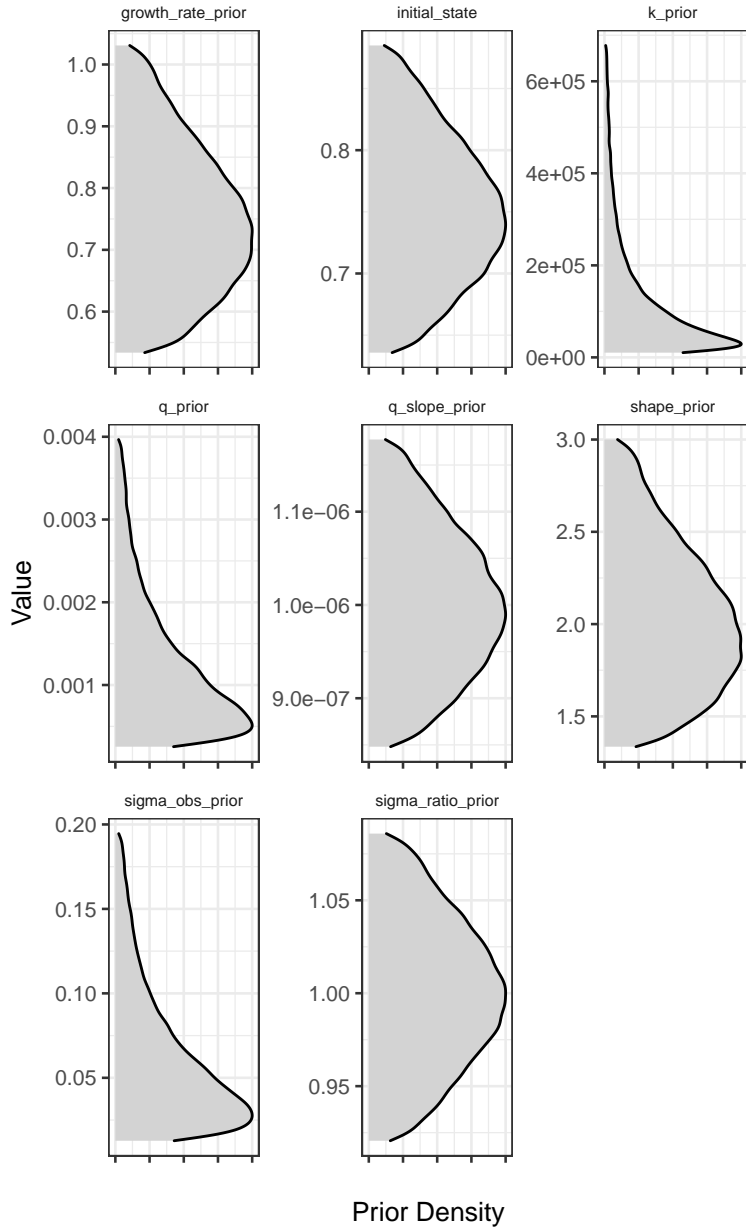 growth_rate_prior
initial_state
k_prior
1.0
0.9
0.8
0.7
0.6
0.8
0.7
6e+05
4e+05
2e+05
0e+00
q_prior
q_slope_prior
shape_prior
0.004
0.003
0.002
0.001
1.1e−06
1.0e−06
9.0e−07
3.0
2.5
2.0
1.5
sigma_obs_prior
sigma_ratio_prior
0.20
0.15
0.10
0.05
1.05
1.00
0.95
Value
Prior Density